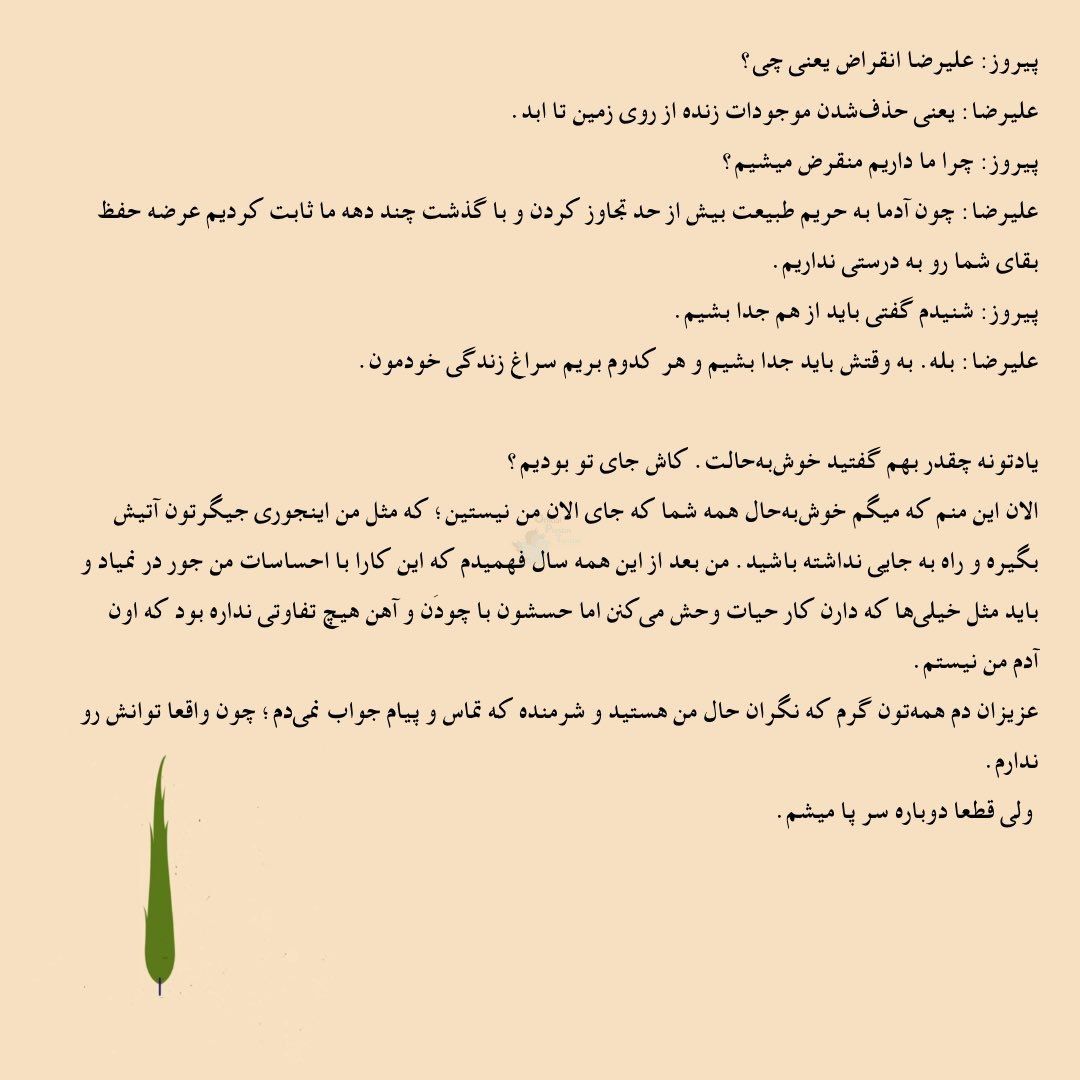 پیروز: علیرضا انقراض یعنی چی؟
علیرضا: یعنی حذف‌شدن موجودات زنده از روی زمین تا ابد.
پیروز: چرا ما داریم منقرض میشیم؟
علیرضا: چون آدما به حریم طبیعت بیش از حد تجاوز کردن و با گذشت چند دهه ما ثابت کردیم عرضه حفظ
بقای شما رو به درستی نداریم.
پیروز: شنیدم گفتی باید از هم جدا بشیم.
علیرضا: بله. به وقتش باید جدا بشیم و هر کدوم بریم سراغ زندگی خودمون.
یادتونه چقدر بهم گفتید خوش‌به‌حالت. کاش جای تو بودیم؟
الان این منم که میگم خوش‌به‌حال همه شما که جای الان من نیستین؛ که مثل من اینجوری جیگرتون آتیش
بگیره و راه به جایی نداشته باشید. من بعد از این همه سال فهمیدم که این کارا با احساسات من جور در نمیاد و
باید مثل خیلی‌ها که دارن کار حیات وحش می‌کنن اما حسشون با چودَن و آهن هیچ تفاوتی نداره بود که اون
آدم من نیستم.
عزیزان دم همه‌تون گرم که نگران حال من هستید و شرمنده که تماس و پیام جواب نمی‌دم؛ چون واقعا توانش رو
ندارم.
ولی قطعا دوباره سر پا میشم.